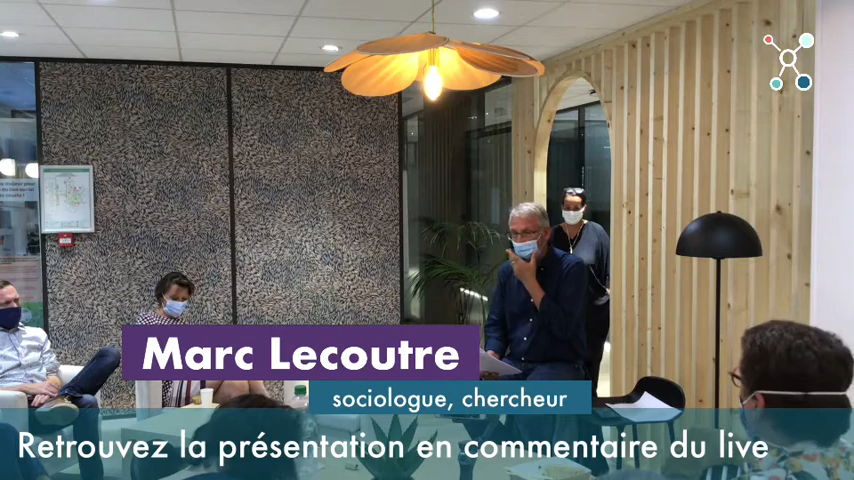 Marc Lecoutre
sociologue, chercheur
Retrouvez la présentation en commentaire du live